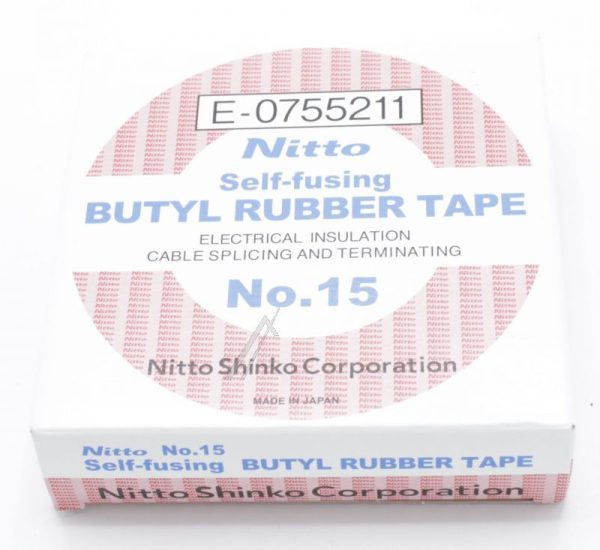 E-0755211
Nitto
Self-fusing
BUTYL RUBBER TAPE
ELECTRICAL INSULATION
CABLE SPLICING AND TERMINATING
No.15
Nitto Shinko Corporation
MADE IN JAPAN
Nitto No.15
Self-fusing BUTYL RUBBER TAPE
Nitto Shinko Corporation